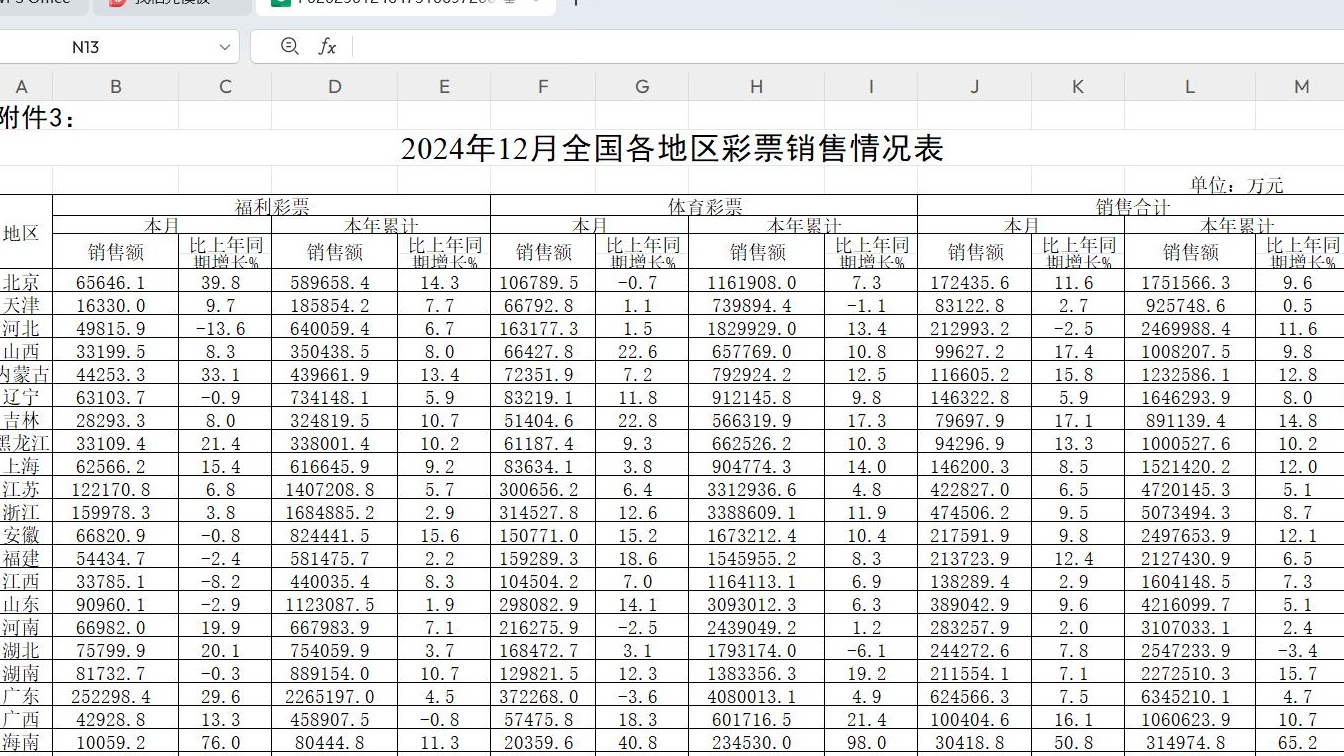 N13
fx
A B C D E F G H I J K L M
附件3：
2024年12月全国各地区彩票销售情况表
单位：万元
地区 福利彩票 体育彩票 销售合计
本月 本年累计 本月 本年累计 本月 本年累计
销售额 比上年同期增长% 销售额 比上年同期增长% 销售额 比上年同期增长% 销售额 比上年同期增长% 销售额 比上年同期增长% 销售额 比上年同期增长%
北京 65646.1 39.8 589658.4 14.3 106789.5 -0.7 1161908.0 7.3 172435.6 11.6 1751566.3 9.6
天津 16330.0 9.7 185854.2 7.7 66792.8 1.1 739894.4 -1.1 83122.8 2.7 925748.6 0.5
河北 49815.9 -13.6 640059.4 6.7 163177.3 1.5 1829929.0 13.4 212993.2 -2.5 2469988.4 11.6
山西 33199.5 8.3 350438.5 8.0 66427.8 22.6 657769.0 10.8 99627.2 17.4 1008207.5 9.8
内蒙古 44253.3 33.1 439661.9 13.4 72351.9 7.2 792924.2 12.5 116605.2 15.8 1232586.1 12.8
辽宁 63103.7 -0.9 734148.1 5.9 83219.1 11.8 912145.8 9.8 146322.8 5.9 1646293.9 8.0
吉林 28293.3 8.0 324819.5 10.7 51404.6 22.8 566319.9 17.3 79697.9 17.1 891139.4 14.8
黑龙江 33109.4 21.4 338001.4 10.2 61187.4 9.3 662526.2 10.3 94296.9 13.3 1000527.6 10.2
上海 62566.2 15.4 616645.9 9.2 83634.1 3.8 904774.3 14.0 146200.3 8.5 1521420.2 12.0
江苏 122170.8 6.8 1407208.8 5.7 300656.2 6.4 3312936.6 4.8 422827.0 6.5 4720145.3 5.1
浙江 159978.3 3.8 1684885.2 2.9 314527.8 12.6 3388609.1 11.9 474506.2 9.5 5073494.3 8.7
安徽 66820.9 -0.8 824441.5 15.6 150771.0 15.2 1673212.4 10.4 217591.9 9.8 2497653.9 12.1
福建 54434.7 -2.4 581475.7 2.2 159289.3 18.6 1545955.2 8.3 213723.9 12.4 2127430.9 6.5
江西 33785.1 -8.2 440035.4 8.3 104504.2 7.0 1164113.1 6.9 138289.4 2.9 1604148.5 7.3
山东 90960.1 -2.9 1123087.5 1.9 298082.9 14.1 3093012.3 6.3 389042.9 9.6 4216099.7 5.1
河南 66982.0 19.9 667983.9 7.1 216275.9 -2.5 2439049.2 1.2 283257.9 2.0 3107033.1 2.4
湖北 75799.9 20.1 754059.9 3.7 168472.7 3.1 1793174.0 -6.1 244272.6 7.8 2547233.9 -3.4
湖南 81732.7 -0.3 889154.0 10.7 129821.5 12.3 1383356.3 19.2 211554.1 7.1 2272510.3 15.7
广东 252298.4 29.6 2265197.0 4.5 372268.0 -3.6 4080013.1 4.9 624566.3 7.5 6345210.1 4.7
广西 42928.8 13.3 458907.5 -0.8 57475.8 18.3 601716.5 21.4 100404.6 16.1 1060623.9 10.7
海南 10059.2 76.0 80444.8 11.3 20359.6 40.8 234530.0 98.0 30418.8 50.8 314974.8 65.2